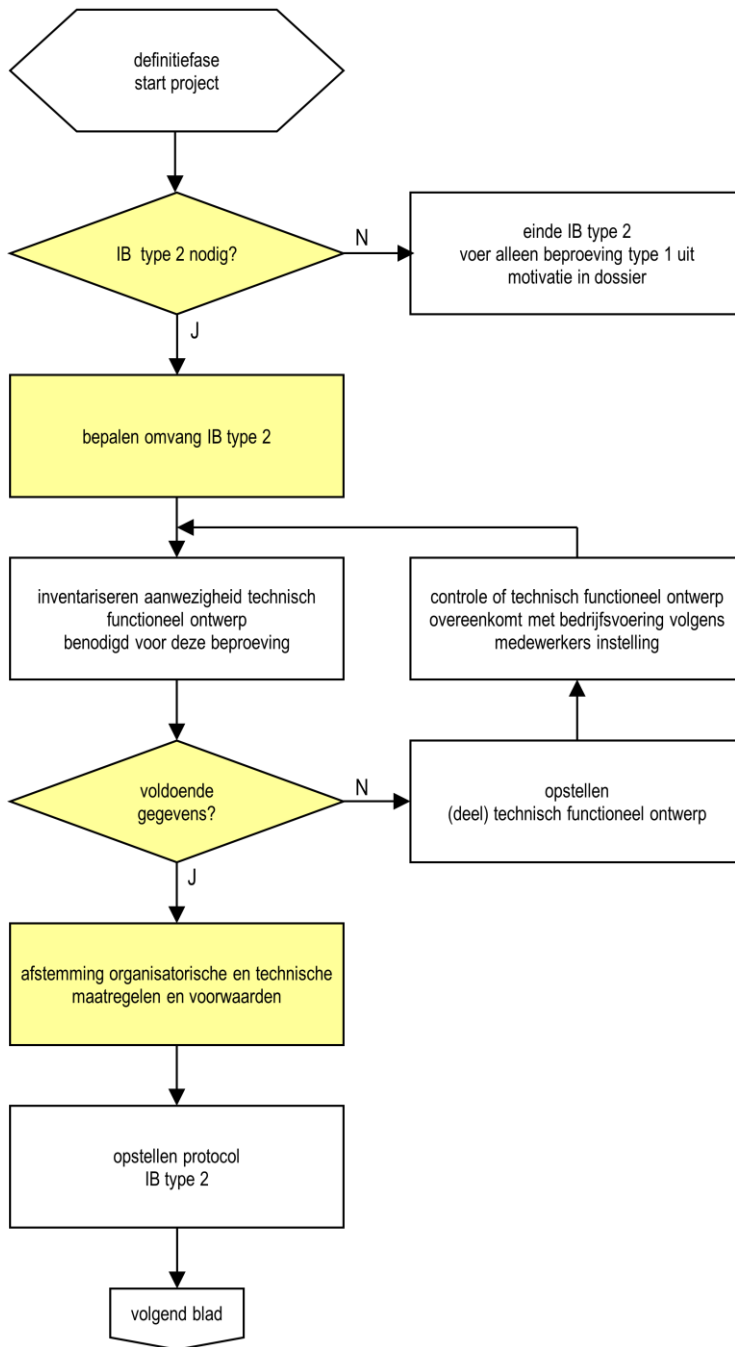 definitiefase
start project
IB type 2 nodig?
N
einde IB type 2
voer alleen beproeving type 1 uit
motivatie in dossier
J
bepalen omvang IB type 2
inventariseren aanwezigheid technisch
functioneel ontwerp
benodigd voor deze beproeving
controle of technisch functioneel ontwerp
overeenkomt met bedrijfsvoering volgens
medewerkers instelling
voldoende
gegevens?
N
opstellen
(deel) technisch functioneel ontwerp
J
afstemming organisatorische en technische
maatregelen en voorwaarden
opstellen protocol
IB type 2
volgend blad